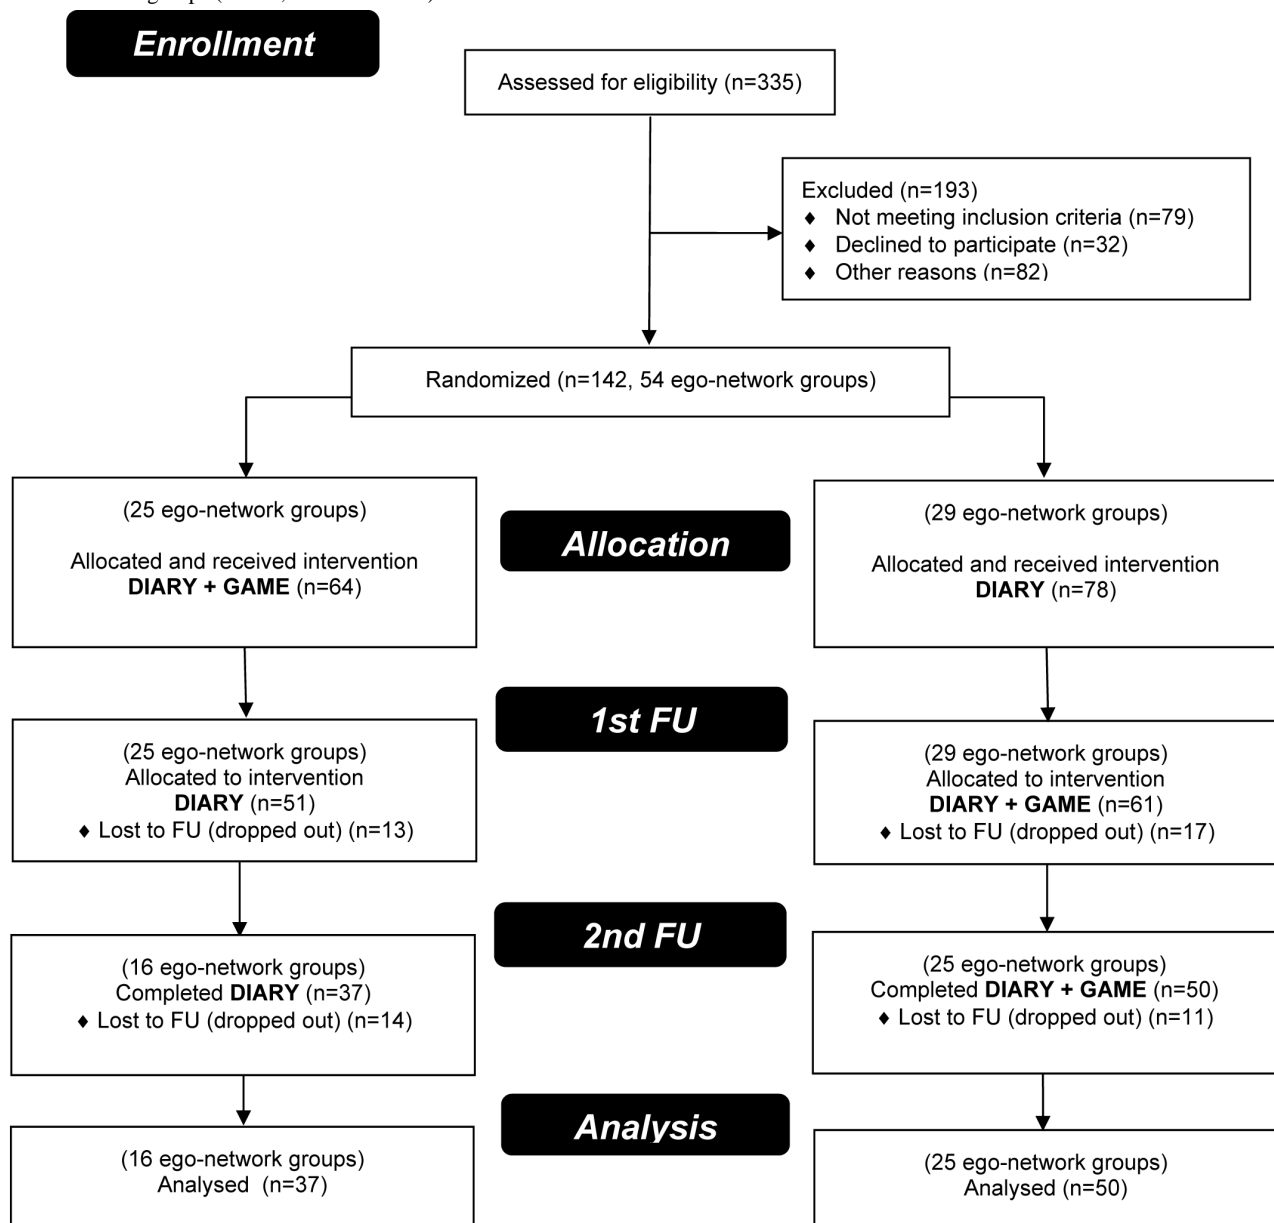 Enrollment
Assessed for eligibility (n=335)
Excluded (n=193)
♦ Not meeting inclusion criteria (n=79)
♦ Declined to participate (n=32)
♦ Other reasons (n=82)
Randomized (n=142, 54 ego-network groups)
(25 ego-network groups)
Allocated and received intervention
DIARY + GAME (n=64)
Allocation
(29 ego-network groups)
Allocated and received intervention
DIARY (n=78)
1st FU
(25 ego-network groups)
Allocated to intervention
DIARY (n=51)
♦ Lost to FU (dropped out) (n=13)
(29 ego-network groups)
Allocated to intervention
DIARY + GAME (n=61)
♦ Lost to FU (dropped out) (n=17)
2nd FU
(16 ego-network groups)
Completed DIARY (n=37)
♦ Lost to FU (dropped out) (n=14)
(25 ego-network groups)
Completed DIARY + GAME (n=50)
♦ Lost to FU (dropped out) (n=11)
Analysis
(16 ego-network groups)
Analysed (n=37)
(25 ego-network groups)
Analysed (n=50)